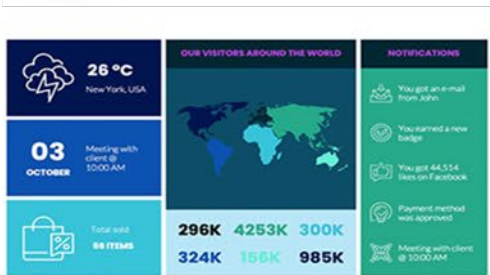 26 ºC
New York, USA
03
OCTOBER
Meeting with
client @
10:00 AM
Total sold
66 ITEMS
OUR VISITORS AROUND THE WORLD
296K 4253K 300K
324K 156K 985K
NOTIFICATIONS
You got an e-mail
from John
You earned a new
badge
You got 44,514
likes on Facebook
Payment method
was approved
Meeting with client
@ 10:00 AM